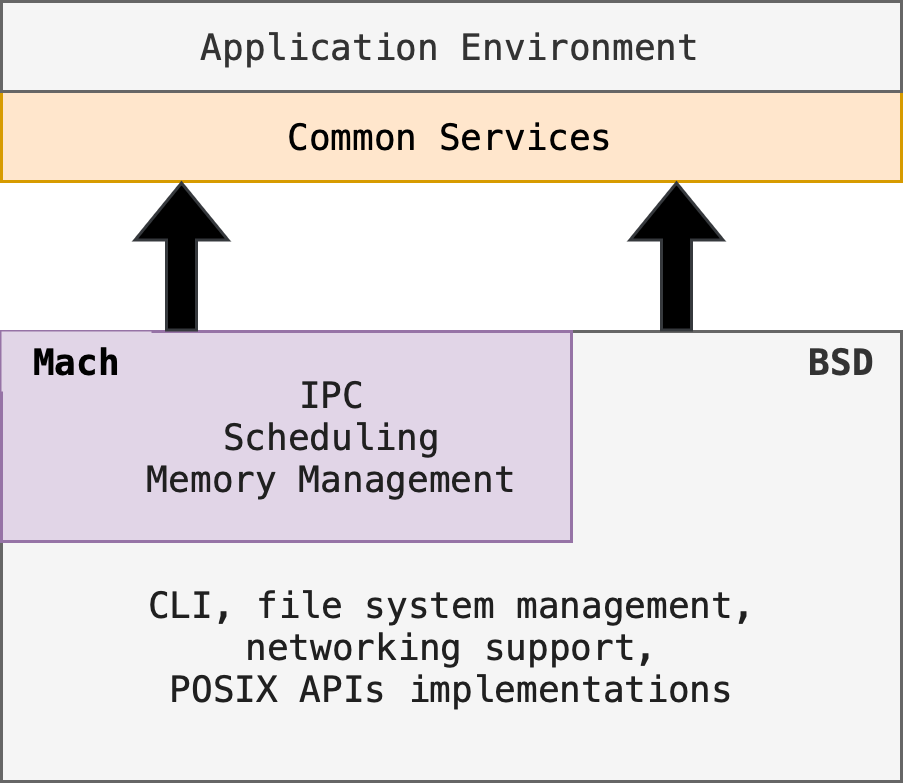 Application Environment
Common Services
Mach
BSD
IPC
Scheduling
Memory Management
CLI, file system management,
networking support,
POSIX APIs implementations